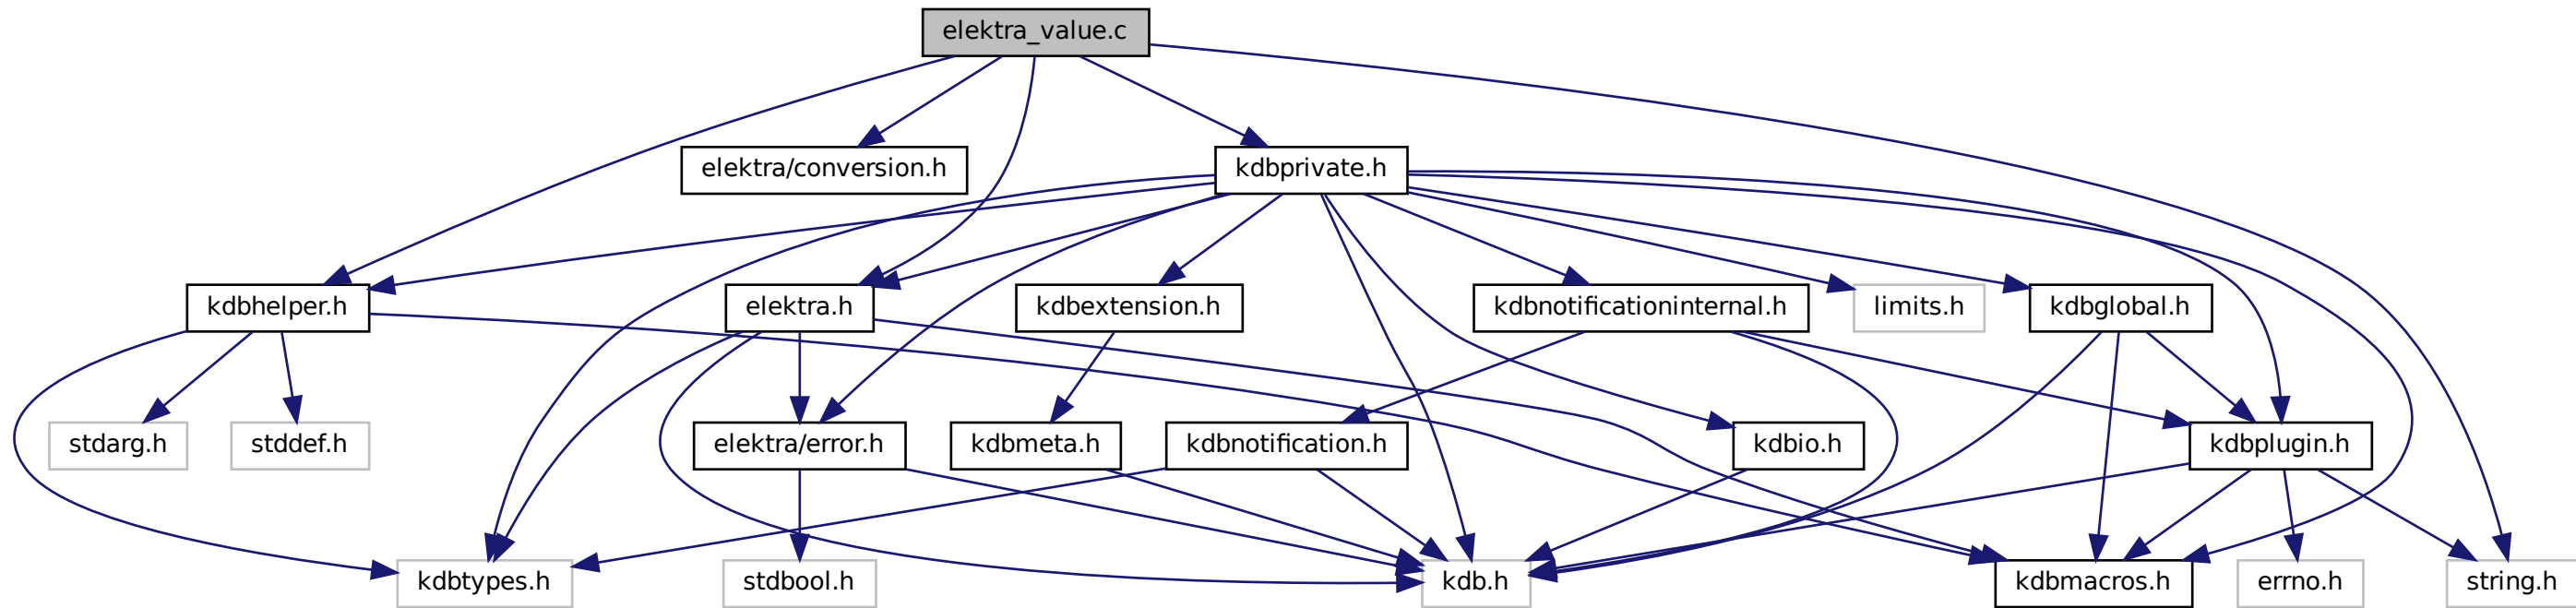 elektra_value.c
elektra/conversion.h
kdbprivate.h
kdbhelper.h
elektra.h
kdbextension.h
kdbnotificationinternal.h
limits.h
kdbglobal.h
stdarg.h
stddef.h
elektra/error.h
kdbmeta.h
kdbnotification.h
kdbio.h
kdbplugin.h
kdbtypes.h
stdbool.h
kdb.h
kdbmacros.h
errno.h
string.h